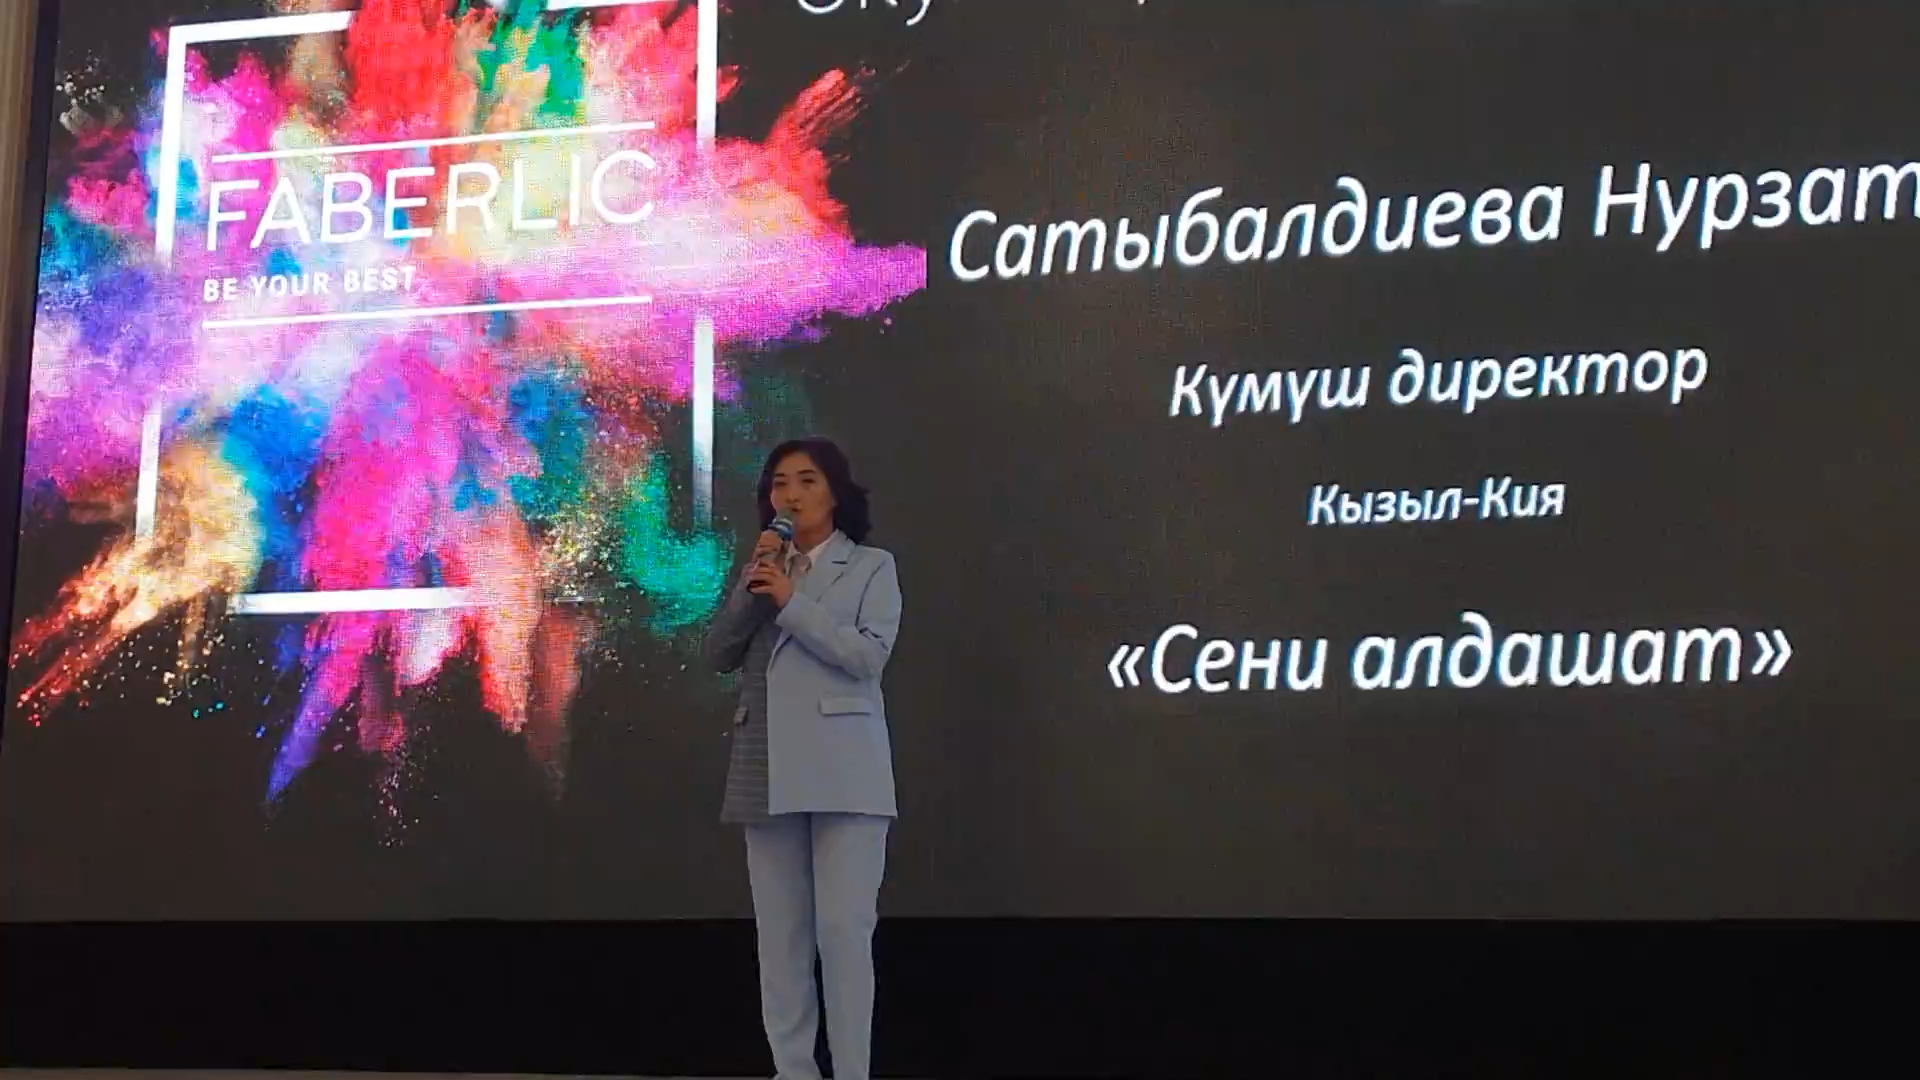 FABERLIC
BE YOUR BEST
Сатыбалдиева Нурзат
Күмүш директор
Кызыл-Кия
«Сени алдашат»